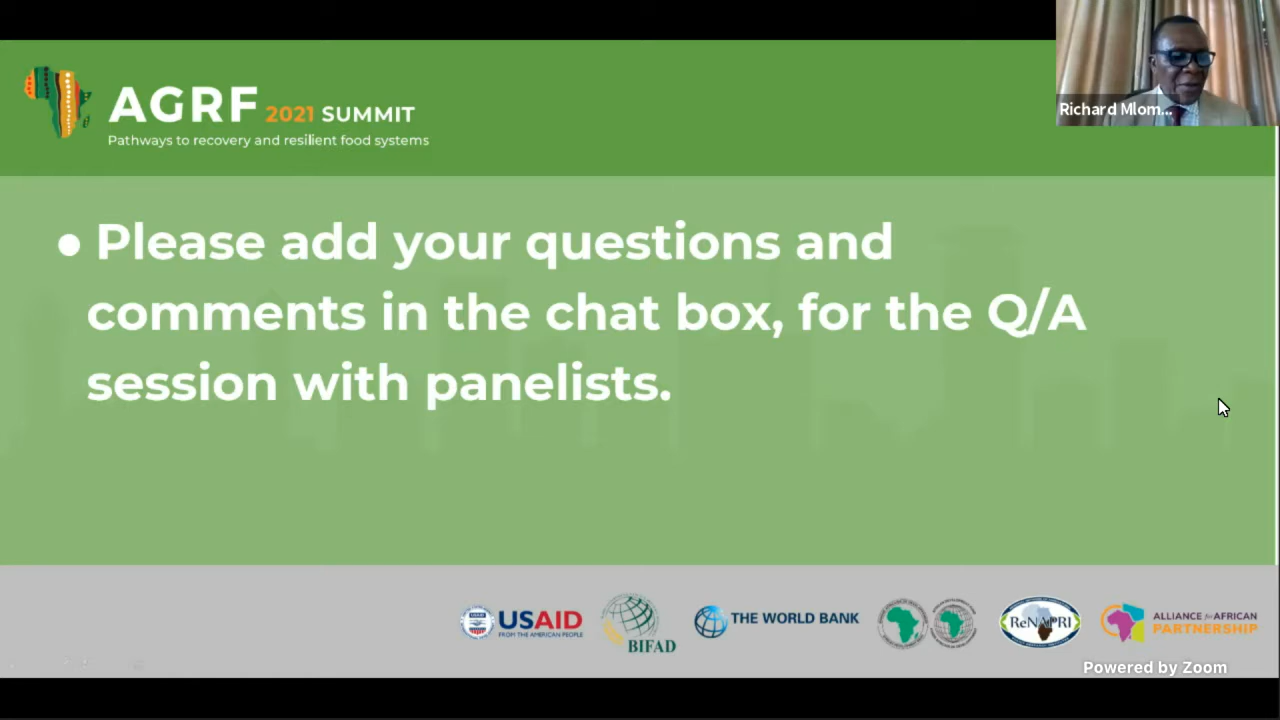 AGRF 2021 SUMMIT
Pathways to recovery and resilient food systems
Richard Mlom...
• Please add your questions and
comments in the chat box, for the Q/A
session with panelists.
USAID
FROM THE AMERICAN PEOPLE
BIFAD
THE WORLD BANK
ReNAPRI
ALLIANCE for AFRICAN
PARTNERSHIP
Powered by Zoom